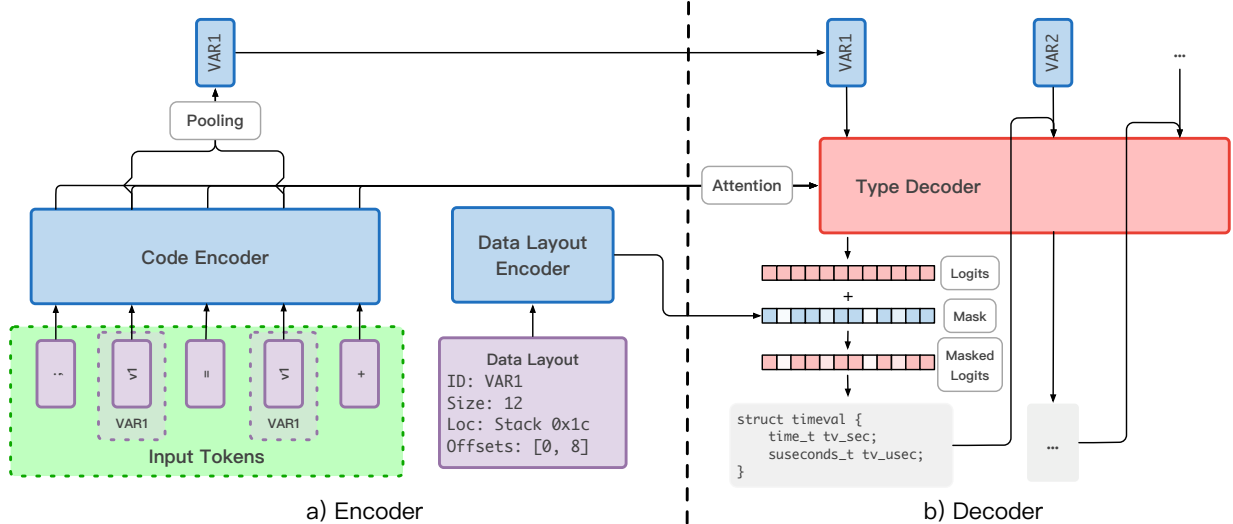 VAR1
Pooling
Code Encoder
;
v1
=
v1
+
VAR1
VAR1
Input Tokens
Data Layout
Encoder
Data Layout
ID: VAR1
Size: 12
Loc: Stack 0x1c
Offsets: [0, 8]
a) Encoder
VAR1
VAR2
...
Attention
Type Decoder
Logits
+
Mask
Masked
Logits
struct timeval {
time_t tv_sec;
suseconds_t tv_usec;
}
...
b) Decoder